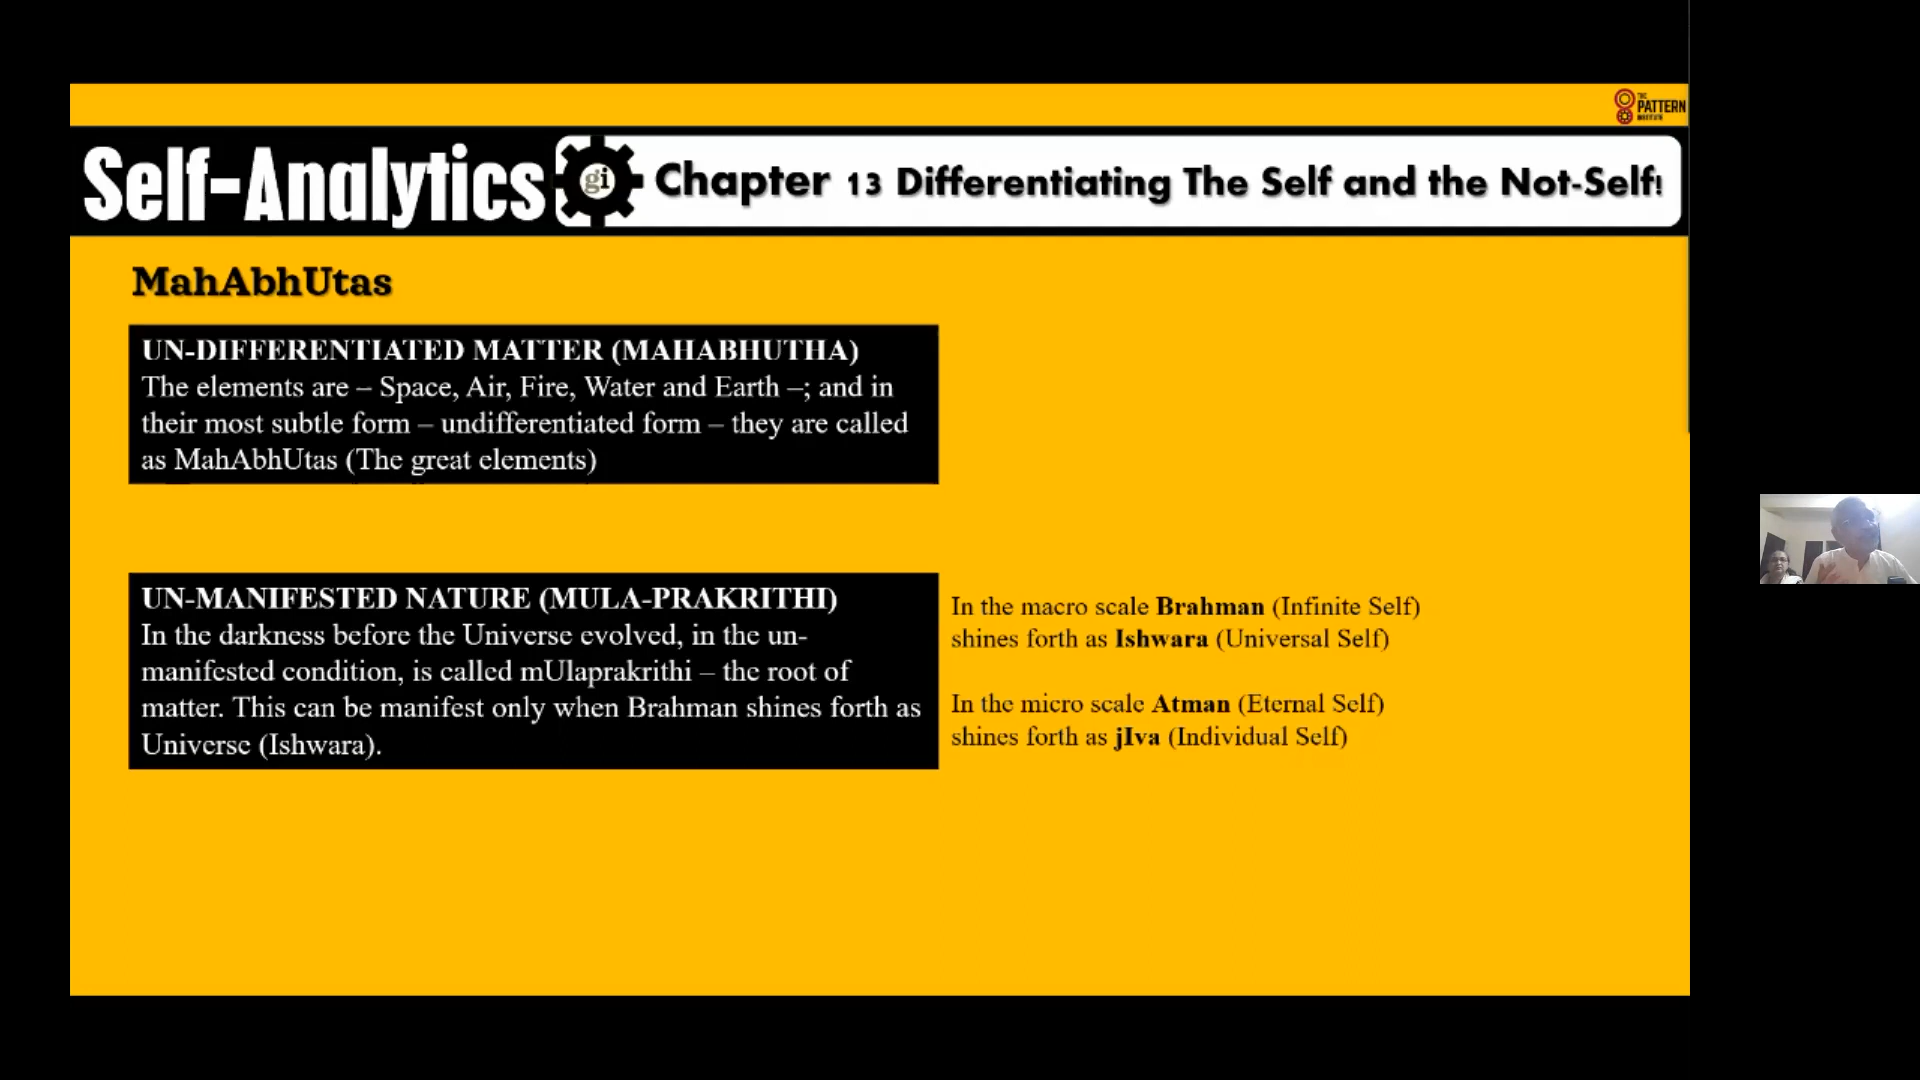 THE
PATTERN
INSTITUTE
Self-Analytics
gi
Chapter 13 Differentiating The Self and the Not-Self!
MahAbhUtas
UN-DIFFERENTIATED MATTER (MAHABHUTHA)
The elements are – Space, Air, Fire, Water and Earth –; and in
their most subtle form – undifferentiated form – they are called
as MahAbhUtas (The great elements)
UN-MANIFESTED NATURE (MULA-PRAKRITHI)
In the darkness before the Universe evolved, in the un-
manifested condition, is called mUlaprakrithi – the root of
matter. This can be manifest only when Brahman shines forth as
Universe (Ishwara).
In the macro scale Brahman (Infinite Self)
shines forth as Ishwara (Universal Self)
In the micro scale Atman (Eternal Self)
shines forth as jIva (Individual Self)